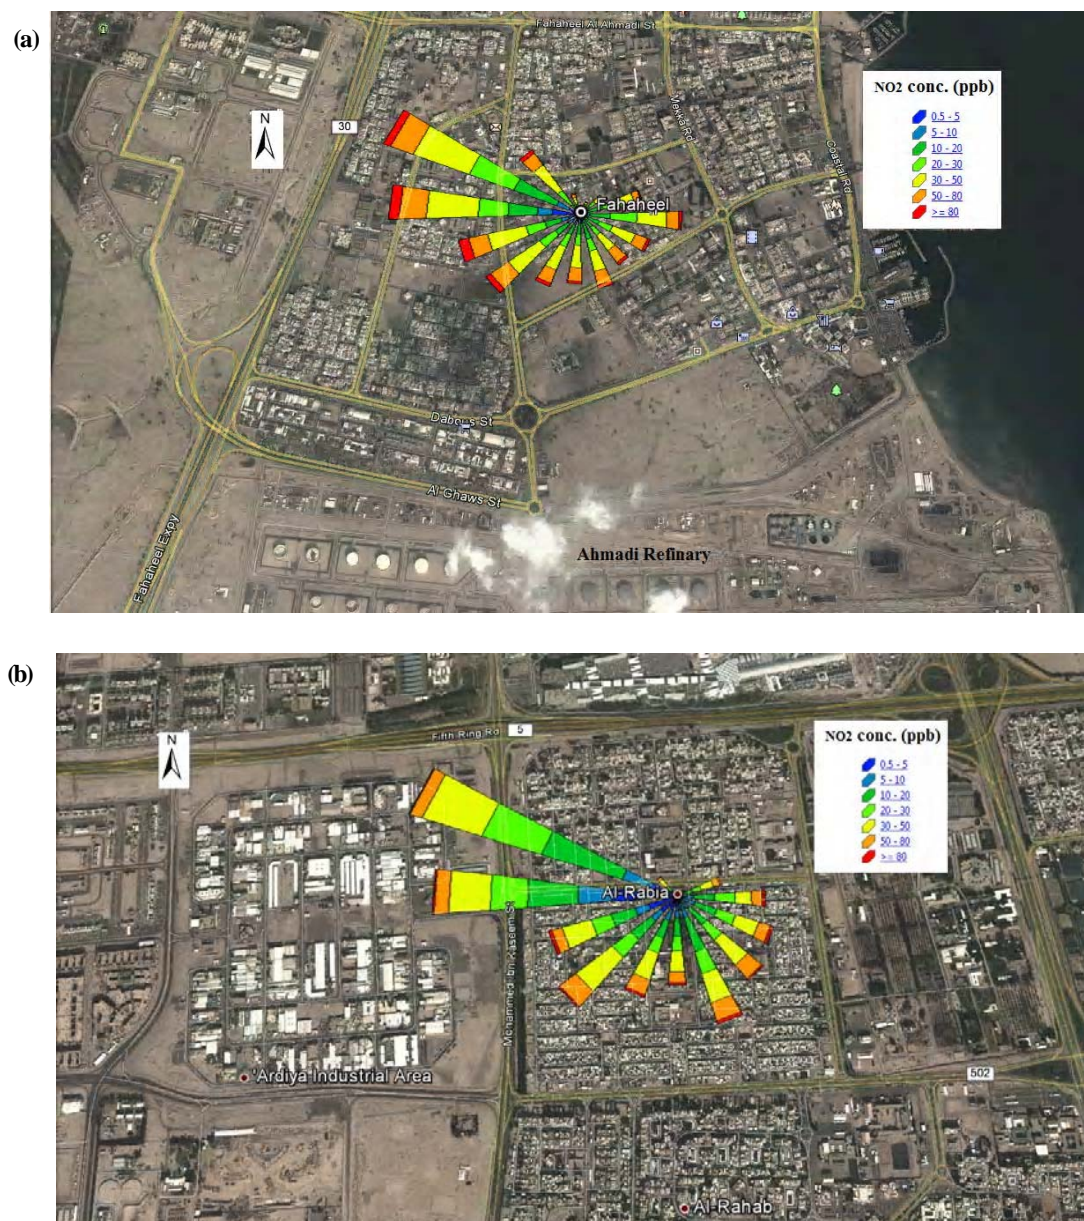 (a)
Fahaheel Al Ahmadi St
NO2 conc. (ppb)
0.5 - 5
5 - 10
10 - 20
20 - 30
30 - 50
50 - 80
>= 80
N
30
Mekka Rd
Coastal Rd
Fahaheel
Dabous St
Al Ghaws St
Fahaheel Expy
Ahmadi Refinary
(b)
Fifth Ring Rd
5
N
NO2 conc. (ppb)
0.5 - 5
5 - 10
10 - 20
20 - 30
30 - 50
50 - 80
>= 80
Al-Rabia
Mohammed bin Qaseem St
'Ardiya Industrial Area
502
Al-Rahab